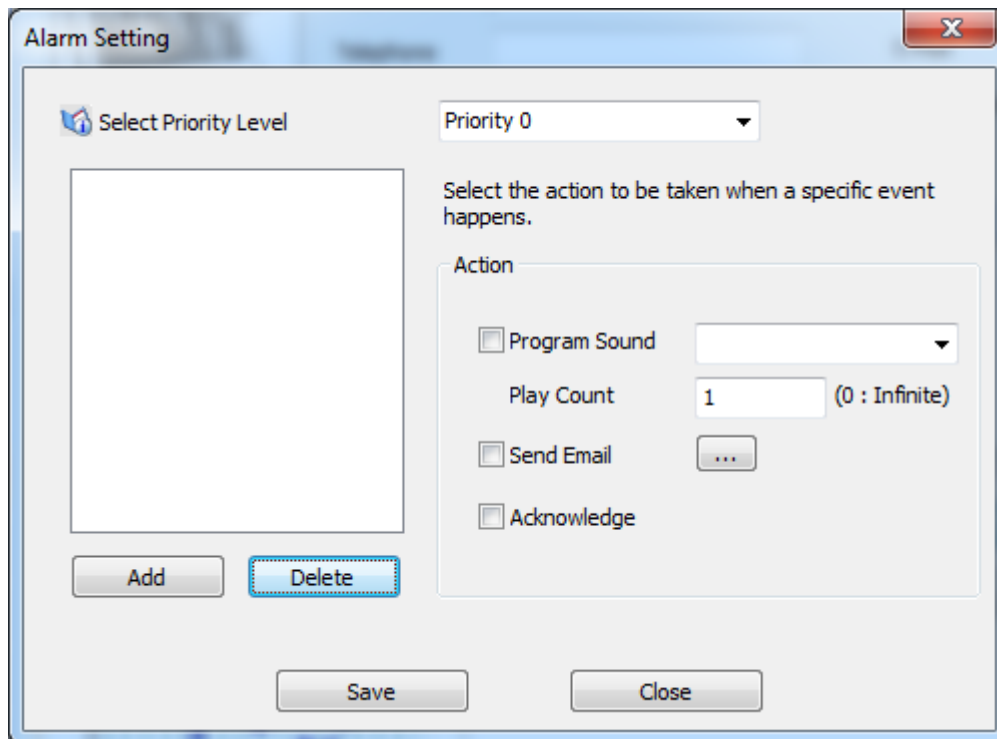 Alarm Setting
Telephone
Select Priority Level
Priority 0
Select the action to be taken when a specific event
happens.
Action
Program Sound
Play Count
1
(0 : Infinite)
Send Email
...
Acknowledge
Add
Delete
Save
Close